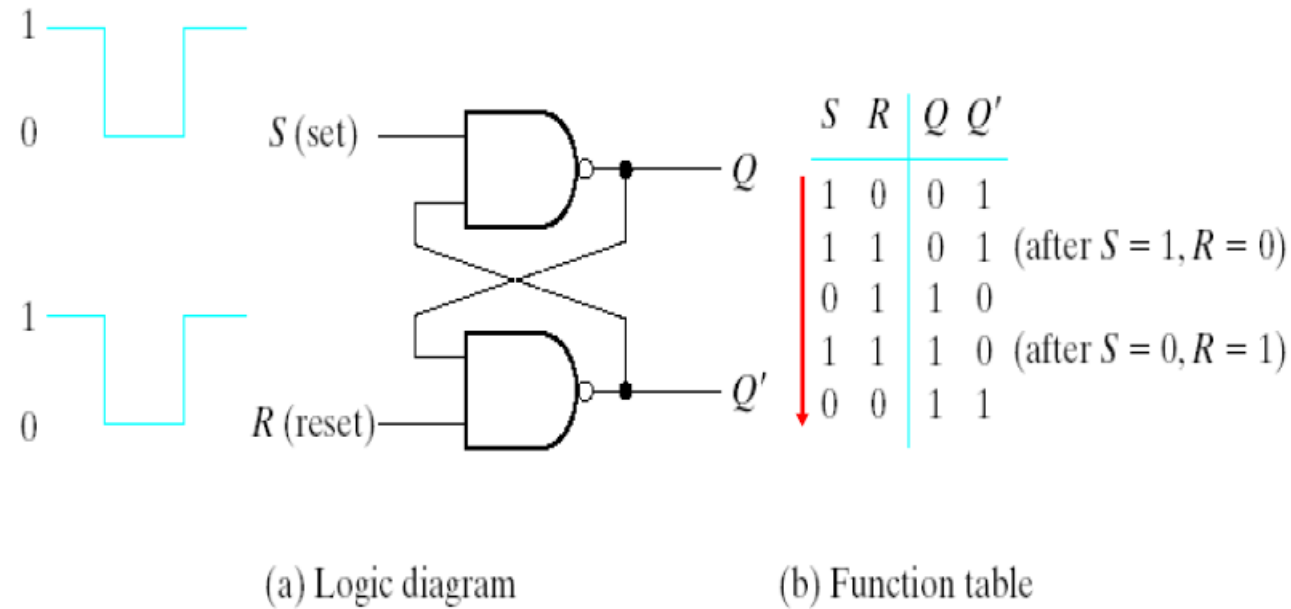 1
0
S (set)
Q
1
0
R (reset)
Q′
S R Q Q′
1 0 0 1
1 1 0 1 (after S = 1, R = 0)
0 1 1 0
1 1 1 0 (after S = 0, R = 1)
0 0 1 1
(a) Logic diagram
(b) Function table